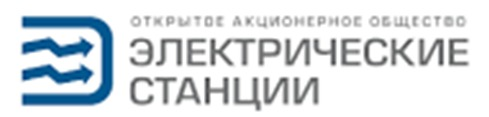 ОТКРЫТОЕ АКЦИОНЕРНОЕ ОБЩЕСТВО
ЭЛЕКТРИЧЕСКИЕ
СТАНЦИИ